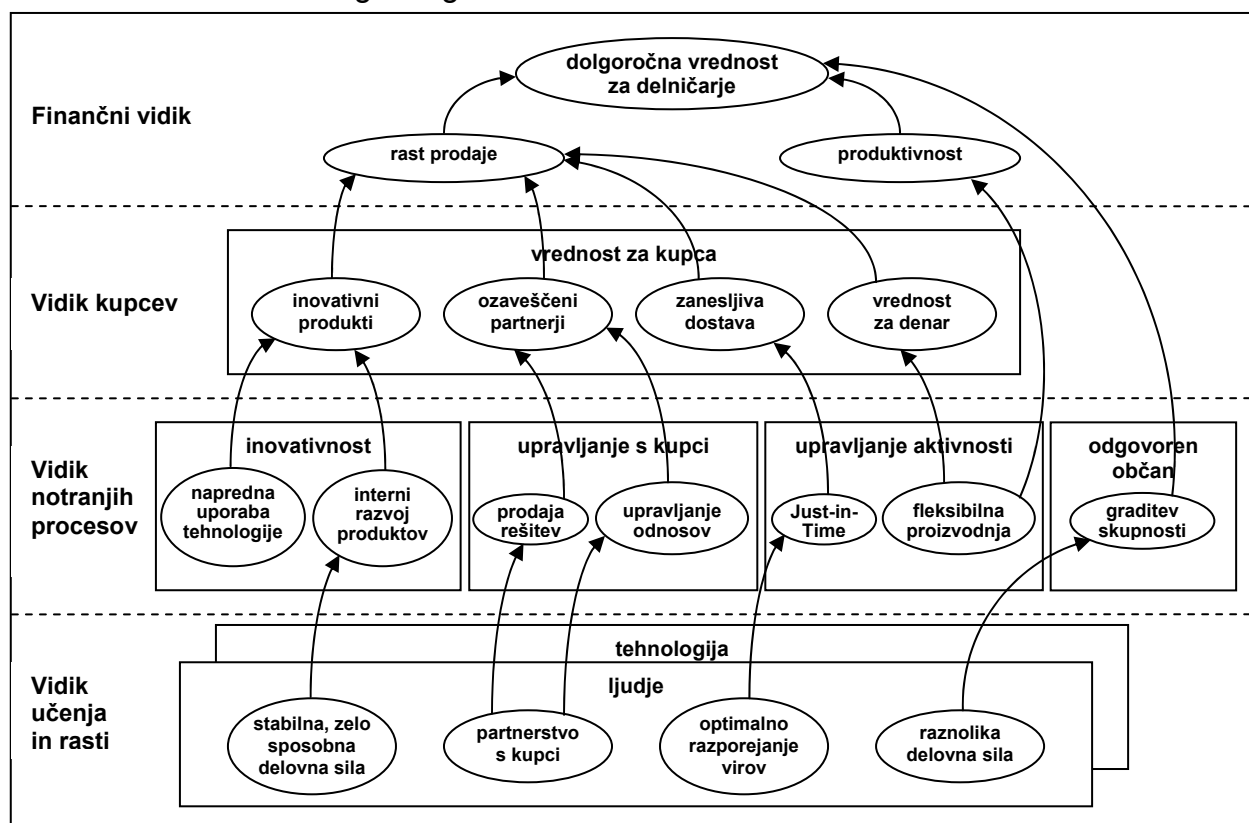 dolgoročna vrednost
za delničarje
Finančni vidik
rast prodaje
produktivnost
vrednost za kupca
Vidik kupcev
inovativni
produkti
ozaveščeni
partnerji
zanesljiva
dostava
vrednost
za denar
Vidik
notranjih
procesov
inovativnost
napredna
uporaba
tehnologije
interni
razvoj
produktov
upravljanje s kupci
prodaja
rešitev
upravljanje
odnosov
upravljanje aktivnosti
Just-in-
Time
fleksibilna
proizvodnja
odgovoren
občan
graditev
skupnosti
Vidik
učenja
in rasti
tehnologija
ljudje
stabilna, zelo
sposobna
delovna sila
partnerstvo
s kupci
optimalno
razporejanje
virov
raznolika
delovna sila